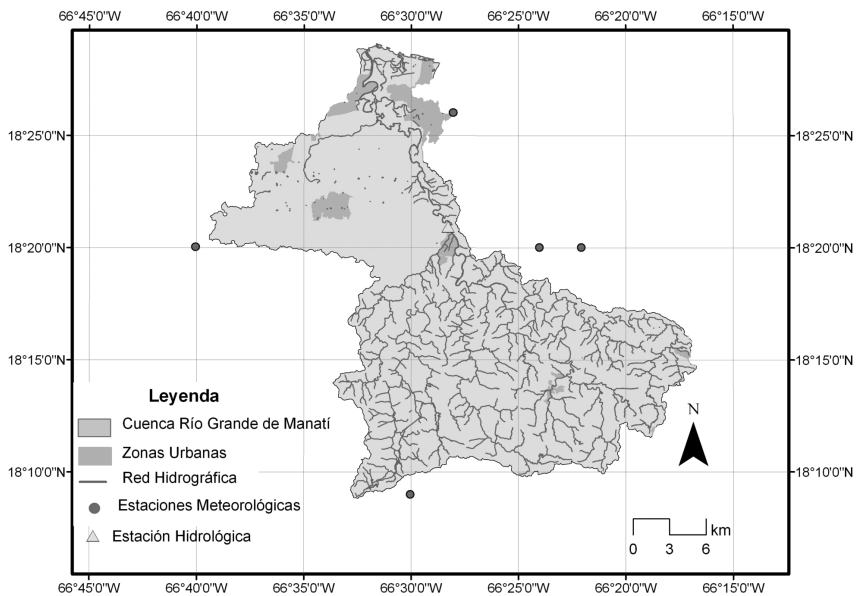 66°45'0"W 66°40'0"W 66°35'0"W 66°30'0"W 66°25'0"W 66°20'0"W 66°15'0"W
18°25'0"N 18°25'0"N
18°20'0"N 18°20'0"N
18°15'0"N 18°15'0"N
Leyenda
Cuenca Río Grande de Manatí
Zonas Urbanas
Red Hidrográfica
Estaciones Meteorológicas
Estación Hidrológica
N
18°10'0"N 18°10'0"N
km
0 3 6
66°45'0"W 66°40'0"W 66°35'0"W 66°30'0"W 66°25'0"W 66°20'0"W 66°15'0"W